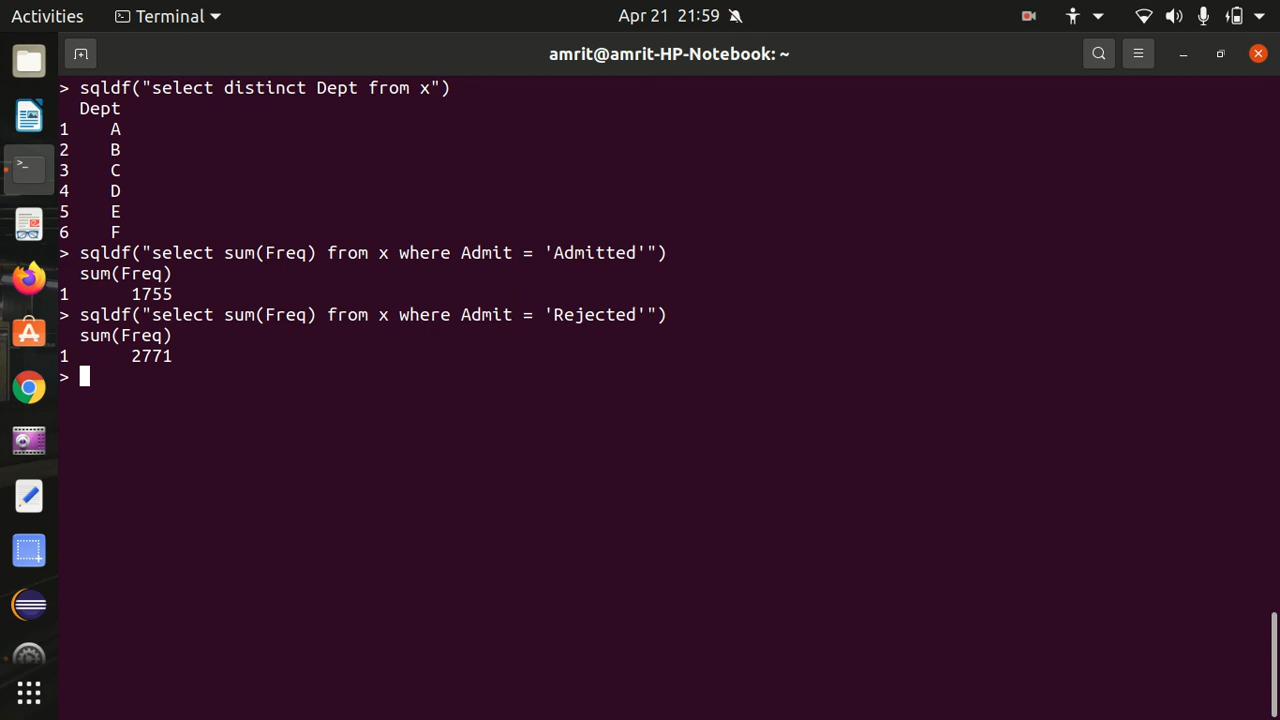 Activities Terminal Apr 21 21:59
amrit@amrit-HP-Notebook: ~
> sqldf("select distinct Dept from x")
Dept
1 A
2 B
3 C
4 D
5 E
6 F
> sqldf("select sum(Freq) from x where Admit = 'Admitted'")
sum(Freq)
1 1755
> sqldf("select sum(Freq) from x where Admit = 'Rejected'")
sum(Freq)
1 2771
>